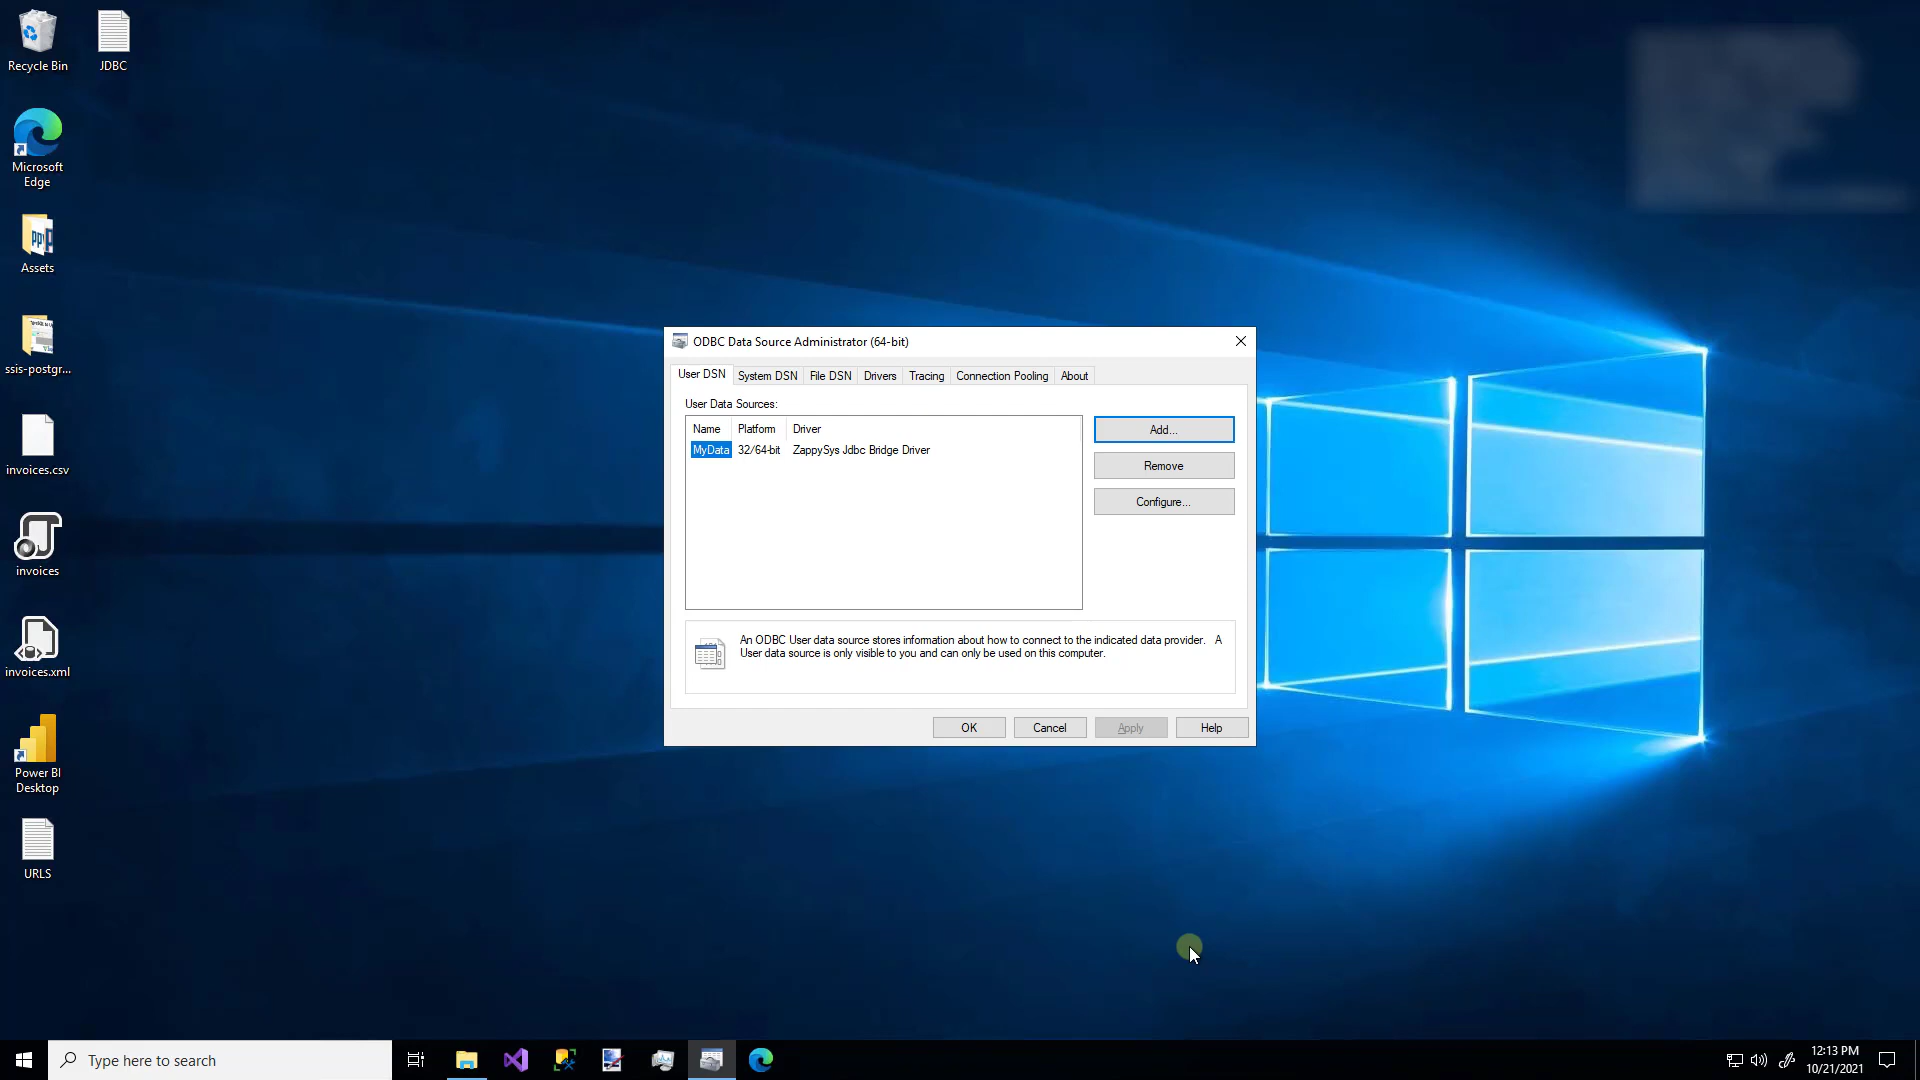 Recycle Bin
JDBC
Microsoft
Edge
Assets
ssis-postgr...
invoices.csv
invoices
invoices.xml
Power BI
Desktop
URLS
ODBC Data Source Administrator (64-bit)
User DSN System DSN File DSN Drivers Tracing Connection Pooling About
User Data Sources:
Name Platform Driver
MyData 32/64-bit ZappySys Jdbc Bridge Driver
Add...
Remove
Configure...
An ODBC User data source stores information about how to connect to the indicated data provider. A
User data source is only visible to you and can only be used on this computer.
OK Cancel Apply Help
Type here to search
12:13 PM
10/21/2021